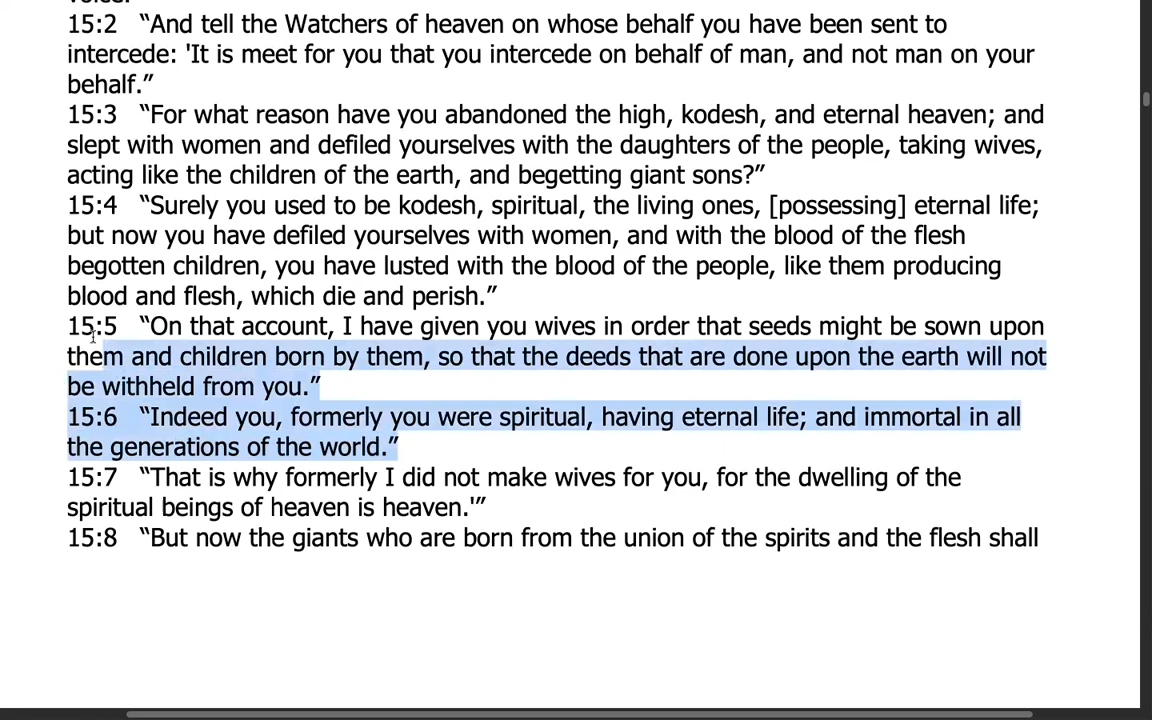 15:2 “And tell the Watchers of heaven on whose behalf you have been sent to
intercede: 'It is meet for you that you intercede on behalf of man, and not man on your
behalf.”
15:3 “For what reason have you abandoned the high, kodesh, and eternal heaven; and
slept with women and defiled yourselves with the daughters of the people, taking wives,
acting like the children of the earth, and begetting giant sons?”
15:4 “Surely you used to be kodesh, spiritual, the living ones, [possessing] eternal life;
but now you have defiled yourselves with women, and with the blood of the flesh
begotten children, you have lusted with the blood of the people, like them producing
blood and flesh, which die and perish.”
15:5 “On that account, I have given you wives in order that seeds might be sown upon
them and children born by them, so that the deeds that are done upon the earth will not
be withheld from you.”
15:6 “Indeed you, formerly you were spiritual, having eternal life; and immortal in all
the generations of the world.”
15:7 “That is why formerly I did not make wives for you, for the dwelling of the
spiritual beings of heaven is heaven.'”
15:8 “But now the giants who are born from the union of the spirits and the flesh shall